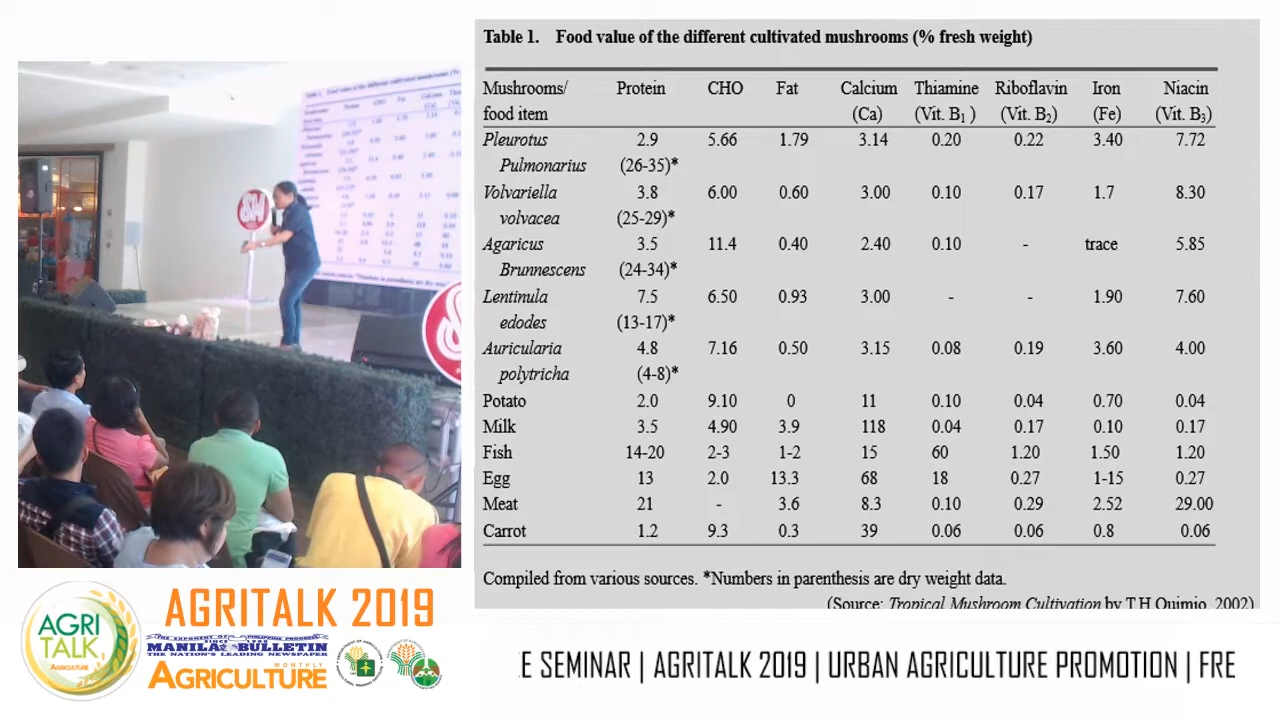 Table 1. Food value of the different cultivated mushrooms (% fresh weight)
Mushrooms/ Protein CHO Fat Calcium Thiamine Riboflavin Iron Niacin
food item (Ca) (Vit. B₁ ) (Vit. B₂) (Fe) (Vit. B₃)
Pleurotus 2.9 5.66 1.79 3.14 0.20 0.22 3.40 7.72
Pulmonarius (26-35)*
Volvariella 3.8 6.00 0.60 3.00 0.10 0.17 1.7 8.30
volvacea (25-29)*
Agaricus 3.5 11.4 0.40 2.40 0.10 - trace 5.85
Brunnescens (24-34)*
Lentinula 7.5 6.50 0.93 3.00 - - 1.90 7.60
edodes (13-17)*
Auricularia 4.8 7.16 0.50 3.15 0.08 0.19 3.60 4.00
polytricha (4-8)*
Potato 2.0 9.10 0 11 0.10 0.04 0.70 0.04
Milk 3.5 4.90 3.9 118 0.04 0.17 0.10 0.17
Fish 14-20 2-3 1-2 15 60 1.20 1.50 1.20
Egg 13 2.0 13.3 68 18 0.27 1-15 0.27
Meat 21 - 3.6 8.3 0.10 0.29 2.52 29.00
Carrot 1.2 9.3 0.3 39 0.06 0.06 0.8 0.06
Compiled from various sources. *Numbers in parenthesis are dry weight data.
(Source: Tropical Mushroom Cultivation by T.H Quimio, 2002)
SM
AGRITALK 2019
AGRI
TALK
AGRICULTURE
THE EXPONENT OF PHILIPPINE PROGRESS
SINCE 1900
MANILA BULLETIN
THE NATION'S LEADING NEWSPAPER
MONTHLY
AGRICULTURE
E SEMINAR | AGRITALK 2019 | URBAN AGRICULTURE PROMOTION | FRE